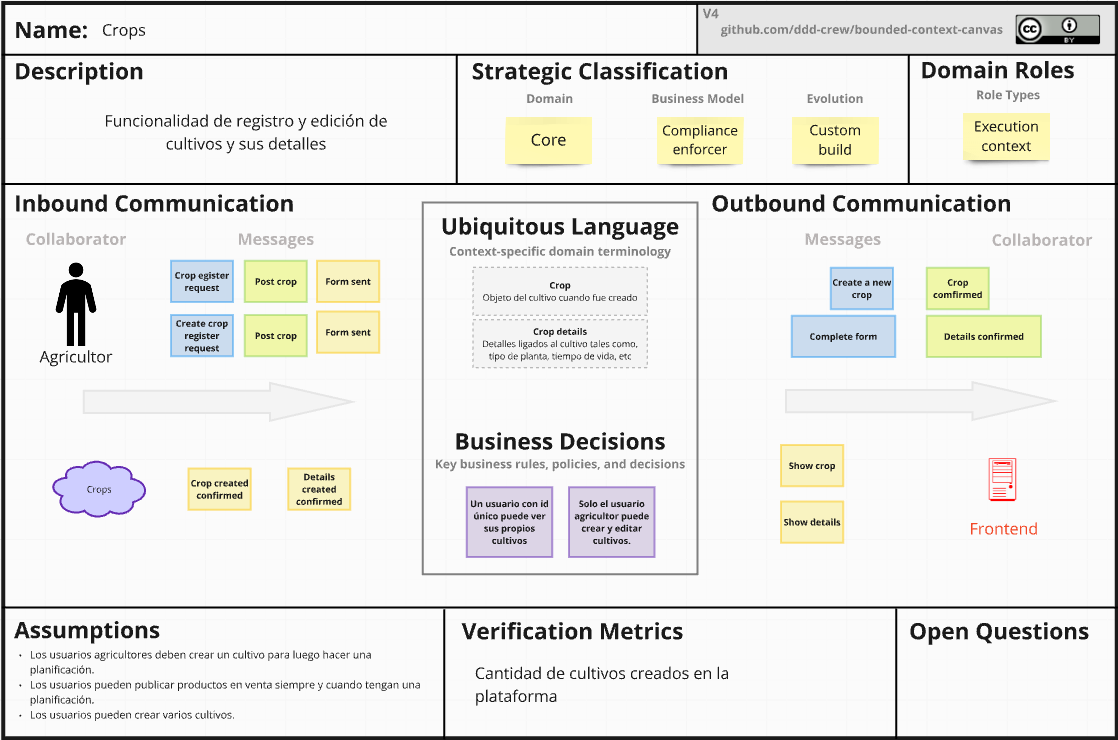 Name: Crops
V4
github.com/ddd-crew/bounded-context-canvas
cc
BY
Description
Funcionalidad de registro y edición de
cultivos y sus detalles
Strategic Classification
Domain
Business Model
Evolution
Core
Compliance
enforcer
Custom
build
Domain Roles
Role Types
Execution
context
Inbound Communication
Collaborator
Messages
Crop egister
request
Post crop
Form sent
Create crop
register
request
Post crop
Form sent
Agricultor
Crops
Crop created
confirmed
Details
created
confirmed
Ubiquitous Language
Context-specific domain terminology
Crop
Objeto del cultivo cuando fue creado
Crop details
Detalles ligados al cultivo tales como,
tipo de planta, tiempo de vida, etc
Business Decisions
Key business rules, policies, and decisions
Un usuario con id
único puede ver
sus propios
cultivos
Solo el usuario
agricultor puede
crear y editar
cultivos.
Outbound Communication
Messages
Collaborator
Create a new
crop
Crop
comfirmed
Complete form
Details confirmed
Show crop
Show details
Frontend
Assumptions
• Los usuarios agricultores deben crear un cultivo para luego hacer una
planificación.
• Los usuarios pueden publicar productos en venta siempre y cuando tengan una
planificación.
• Los usuarios pueden crear varios cultivos.
Verification Metrics
Cantidad de cultivos creados en la
plataforma
Open Questions